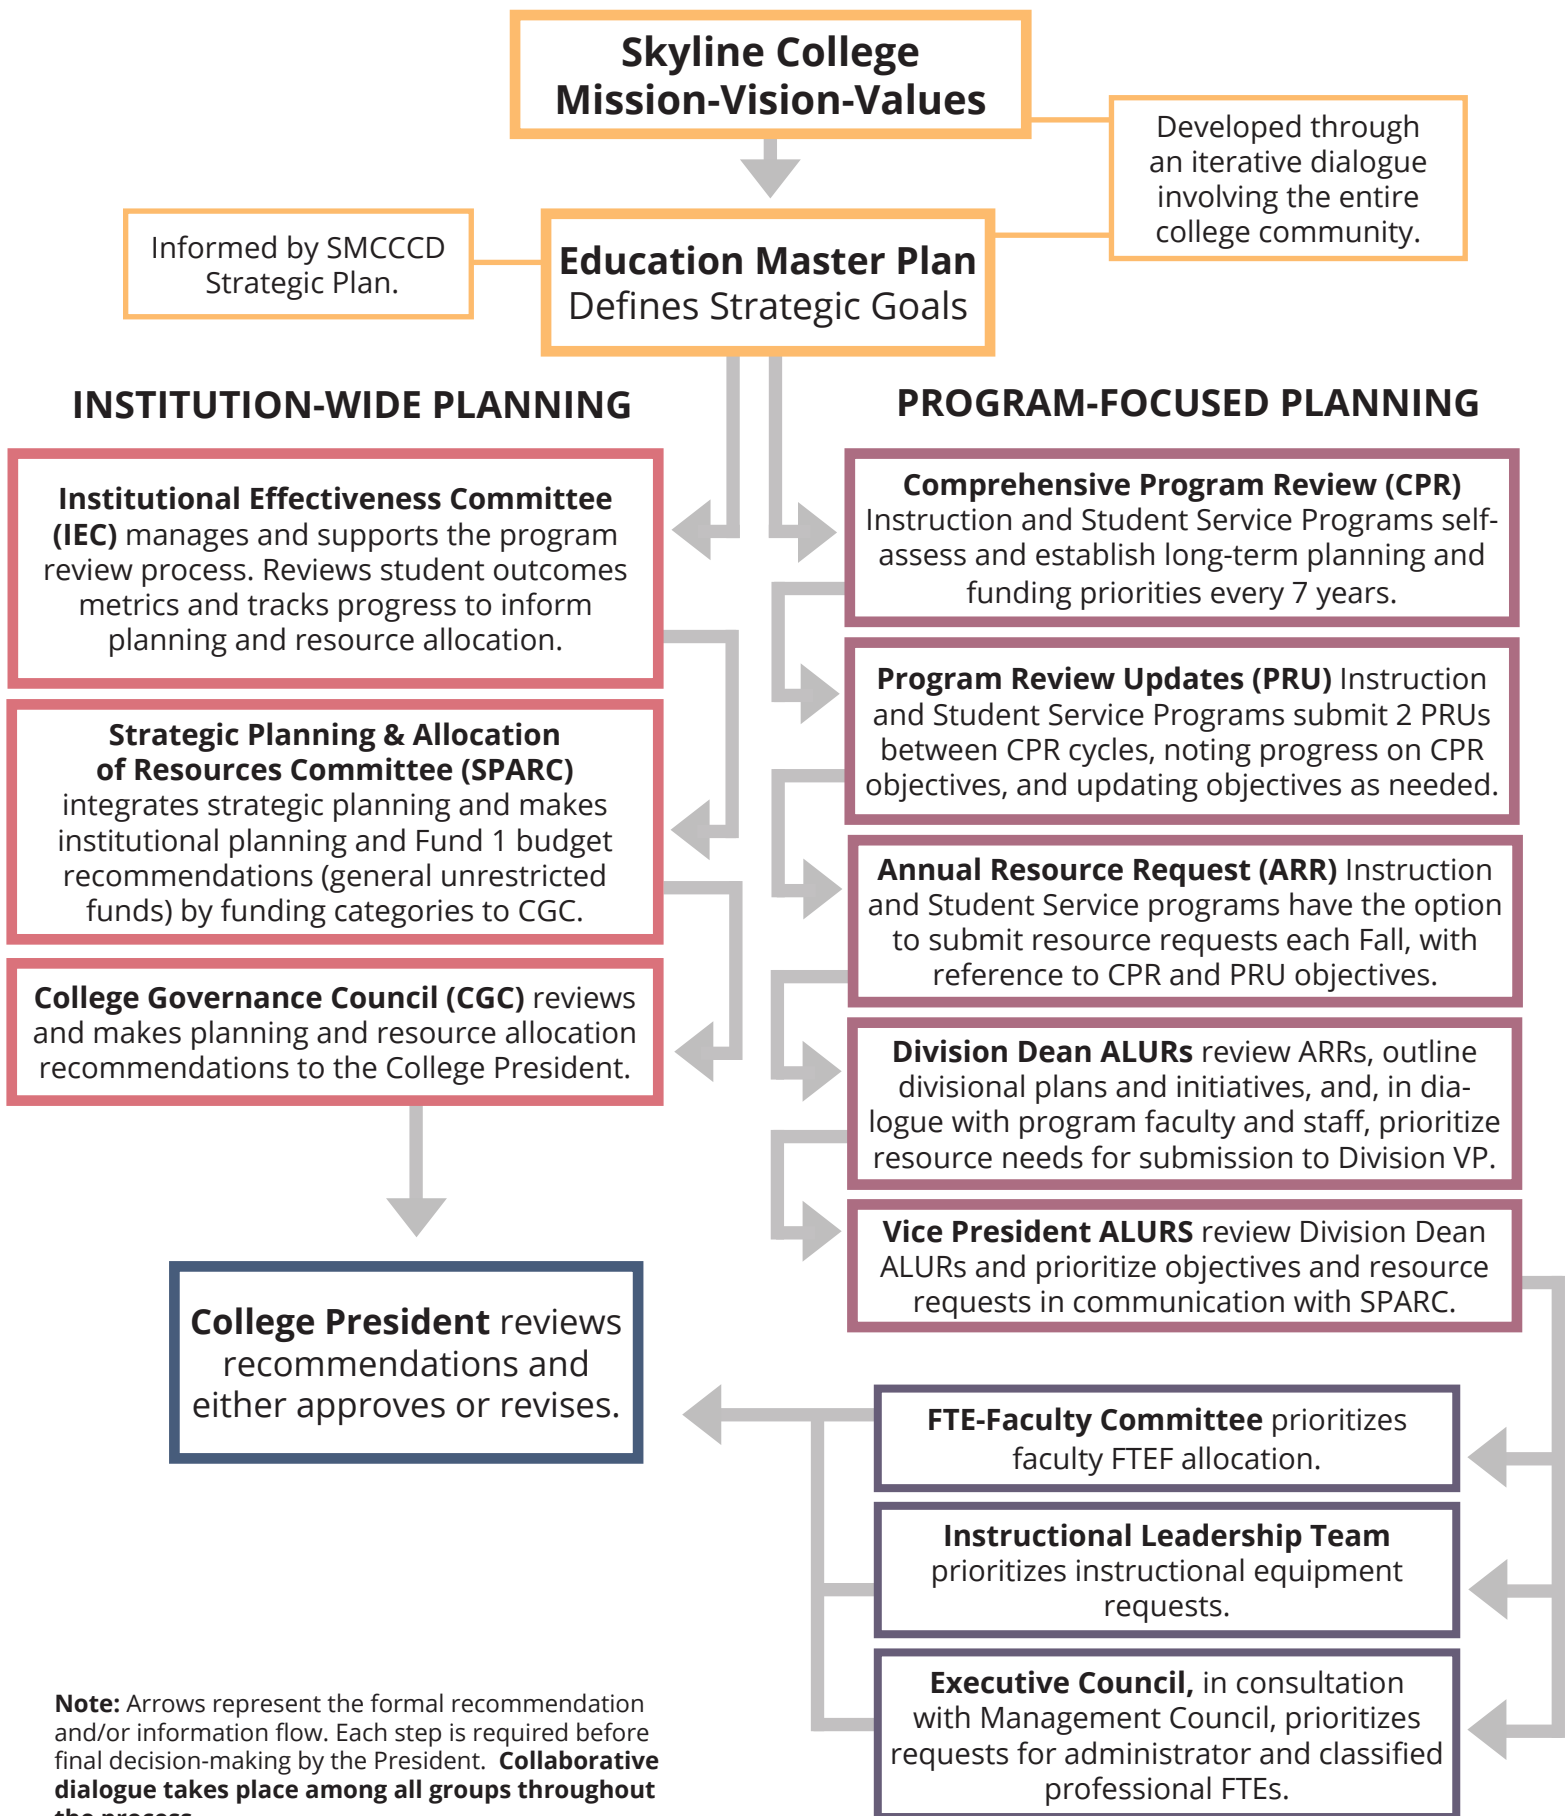 Skyline College
Mission-Vision-Values
Developed through
an iterative dialogue
involving the entire
college community.
Informed by SMCCCD
Strategic Plan.
Education Master Plan
Defines Strategic Goals
INSTITUTION-WIDE PLANNING
Institutional Effectiveness Committee
(IEC) manages and supports the program
review process. Reviews student outcomes
metrics and tracks progress to inform
planning and resource allocation.
Strategic Planning & Allocation
of Resources Committee (SPARC)
integrates strategic planning and makes
institutional planning and Fund 1 budget
recommendations (general unrestricted
funds) by funding categories to CGC.
College Governance Council (CGC) reviews
and makes planning and resource allocation
recommendations to the College President.
College President reviews
recommendations and
either approves or revises.
PROGRAM-FOCUSED PLANNING
Comprehensive Program Review (CPR)
Instruction and Student Service Programs self-
assess and establish long-term planning and
funding priorities every 7 years.
Program Review Updates (PRU) Instruction
and Student Service Programs submit 2 PRUs
between CPR cycles, noting progress on CPR
objectives, and updating objectives as needed.
Annual Resource Request (ARR) Instruction
and Student Service programs have the option
to submit resource requests each Fall, with
reference to CPR and PRU objectives.
Division Dean ALURs review ARRs, outline
divisional plans and initiatives, and, in dia-
logue with program faculty and staff, prioritize
resource needs for submission to Division VP.
Vice President ALURS review Division Dean
ALURs and prioritize objectives and resource
requests in communication with SPARC.
FTE-Faculty Committee prioritizes
faculty FTEF allocation.
Instructional Leadership Team
prioritizes instructional equipment
requests.
Executive Council, in consultation
with Management Council, prioritizes
requests for administrator and classified
professional FTEs.
Note: Arrows represent the formal recommendation
and/or information flow. Each step is required before
final decision-making by the President. Collaborative
dialogue takes place among all groups throughout